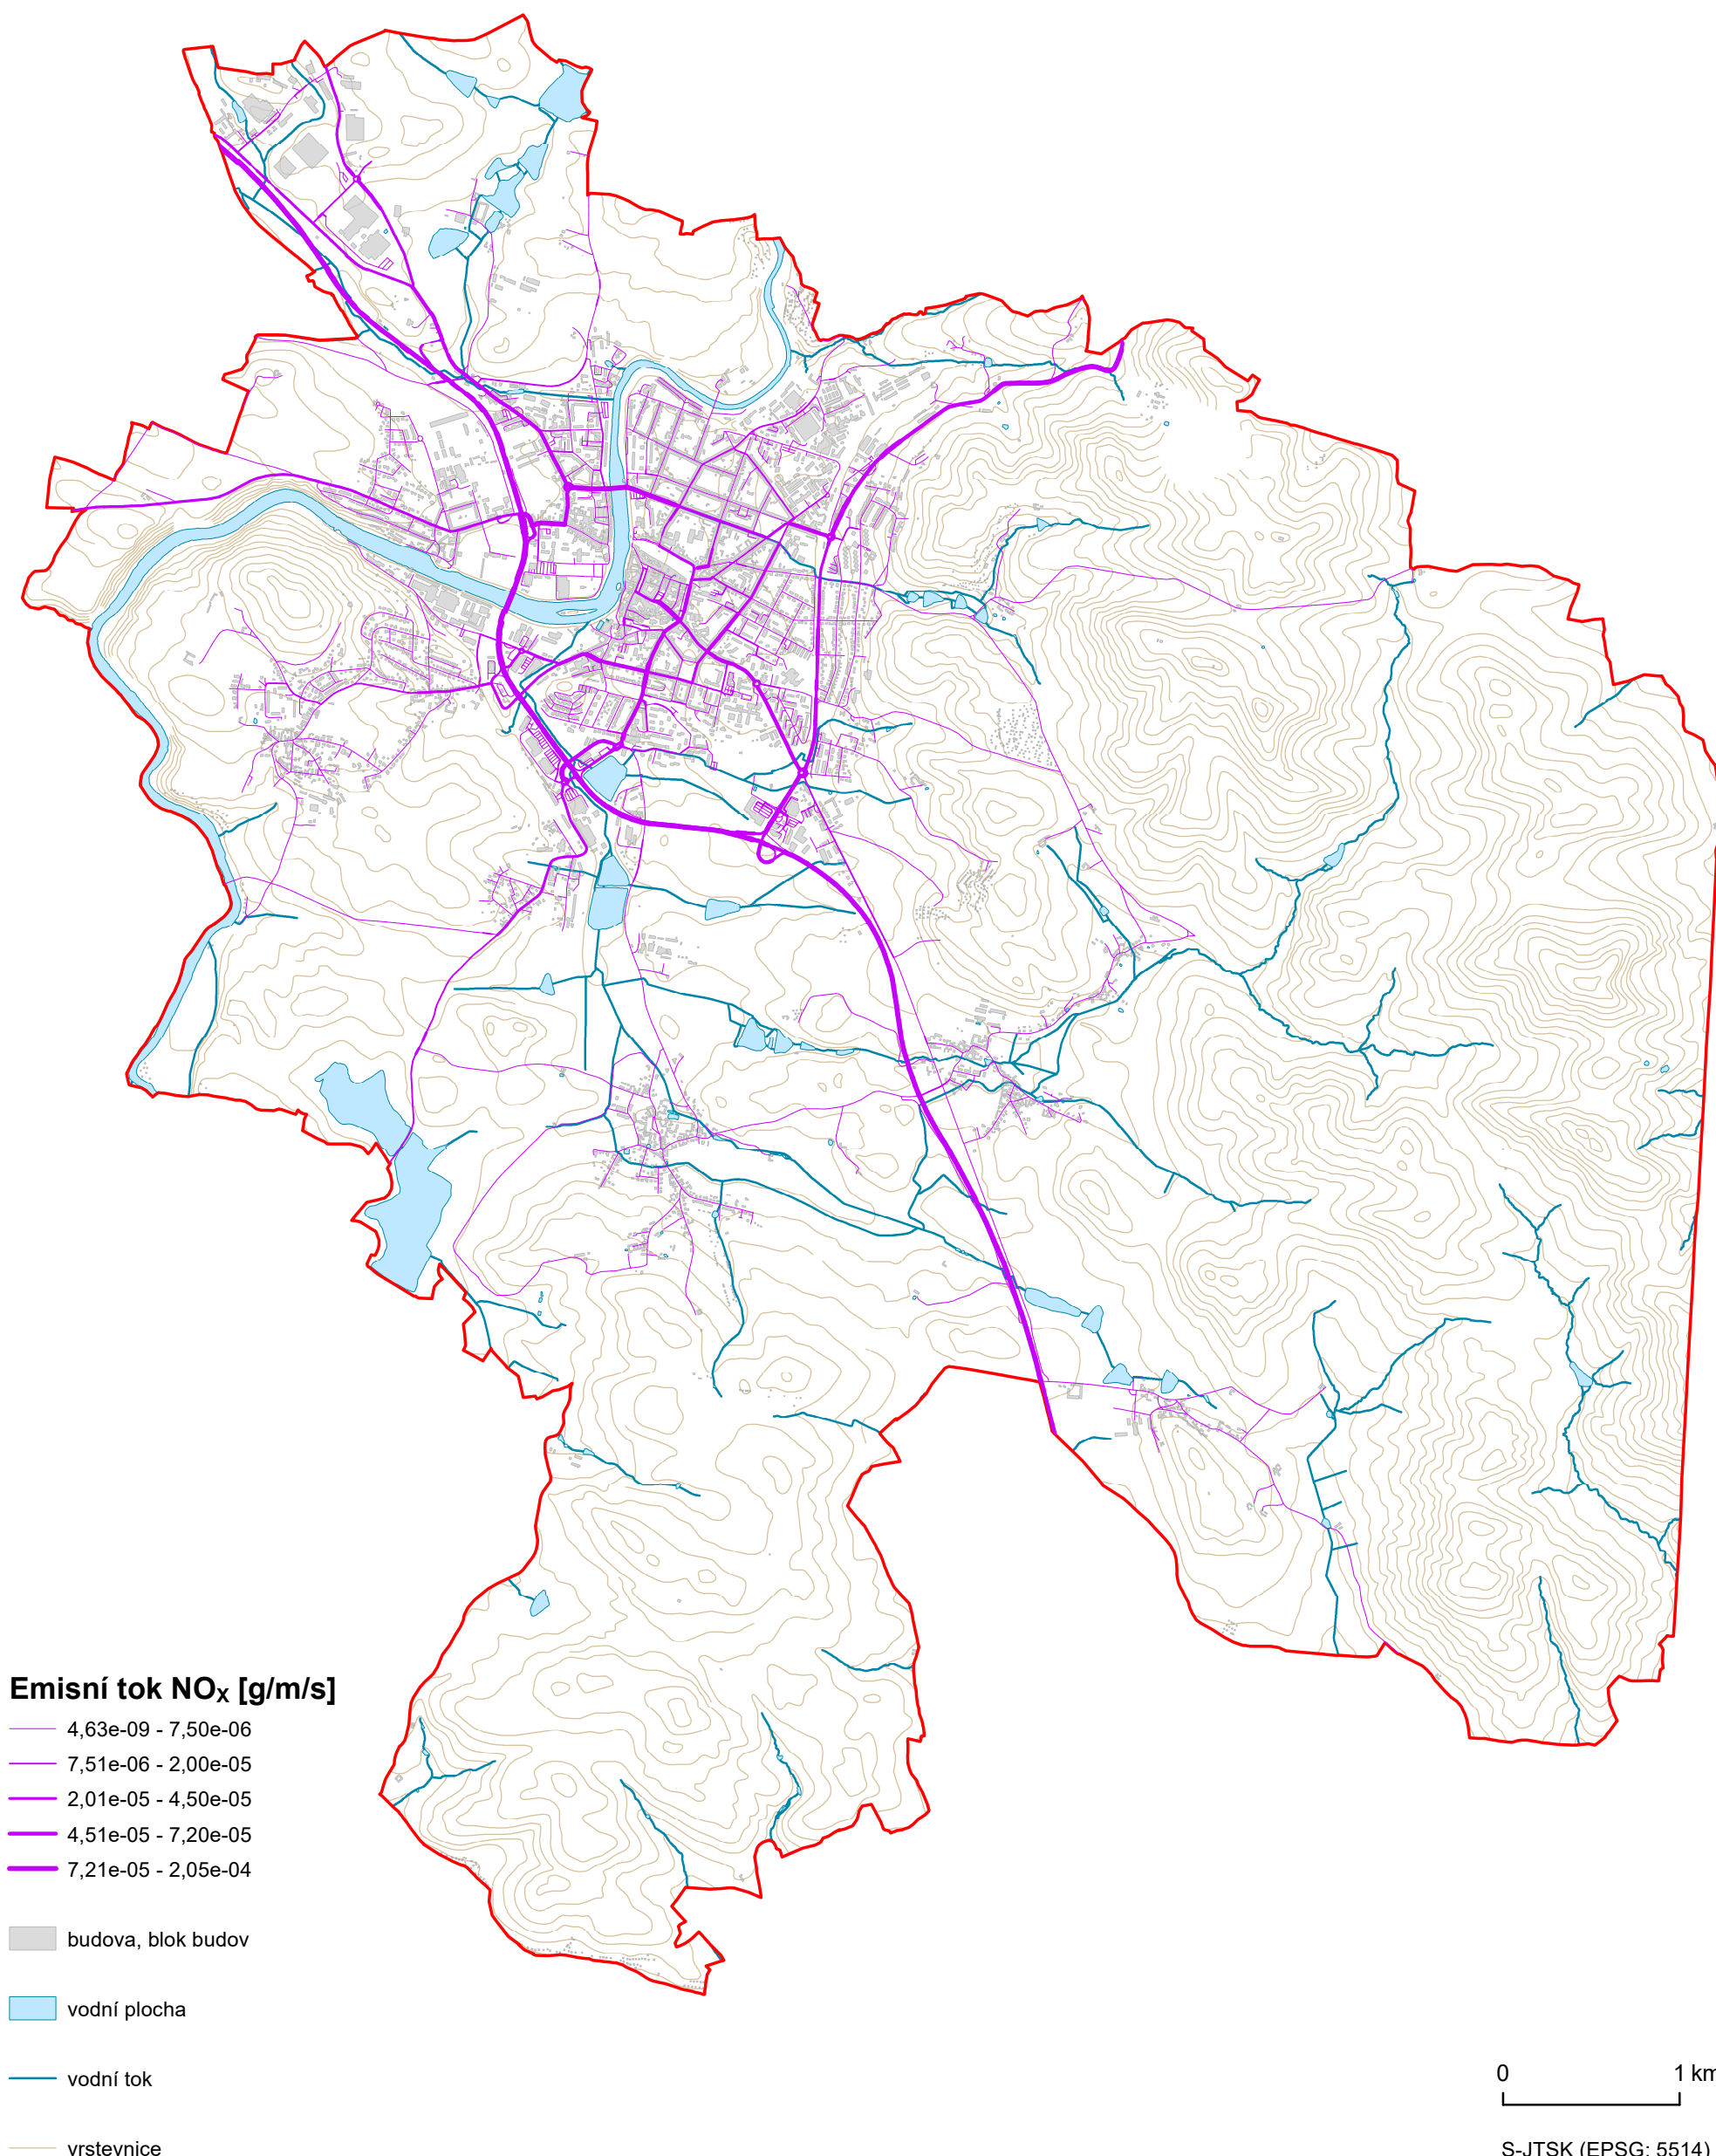 Emisní tok NOX [g/m/s]
4,63e-09 - 7,50e-06
7,51e-06 - 2,00e-05
2,01e-05 - 4,50e-05
4,51e-05 - 7,20e-05
7,21e-05 - 2,05e-04
budova, blok budov
vodní plocha
vodní tok
vrstevnice
0 1 km
S-JTSK (EPSG: 5514)